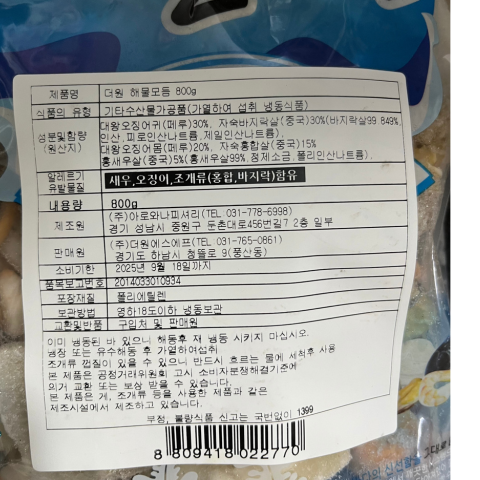 제품명 더원 해물모듬 800g
식품의 유형 기타수산물가공품(가열하여 섭취 냉동식품)
성분및함량 (원산지) 대왕오징어귀(페루)30%, 자숙바지락살(중국)30%(바지락살99.849%,
인산,피로인산나트륨,제일인산나트륨),
대왕오징어몸(페루)20%, 자숙홍합살(중국)15%
홍새우살(중국)5%(홍새우살99%,정제소금,폴리인산나트륨).
알레르기 유발물질 새우,오징어,조개류(홍합,바지락)함유
내용량 800g
제조원 (주)아로와나피셔리(TEL 031-778-6998)
경기 성남시 중원구 둔촌대로456번길7 2층 일부
판매원 (주)더원에스에프(TEL 031-765-0861)
경기도 하남시 청뜰로 9(풍산동)
소비기한 2025년 9월 18일까지
품목보고번호 2014033010934
포장재질 폴리에틸렌
보관방법 영하18도이하 냉동보관
교환및반품 구입처 및 판매원
이미 냉동된 바 있으니 해동후 재 냉동 시키지 마십시오.
냉장 또는 유수해동 후 가열하여섭취
조개류 껍질이 있을 수 있으니 반드시 흐르는 물에 세척후 사용
본 제품은 공정거래위원회 고시 소비자분쟁해결기준에
의거 교환 또는 보상 받을 수 있습니다.
본 제품은 게, 조개류 등을 사용한 제품과 같은
제조시설에서 제조하고 있습니다.
부정, 불량식품 신고는 국번없이 1399
8 809418 022770